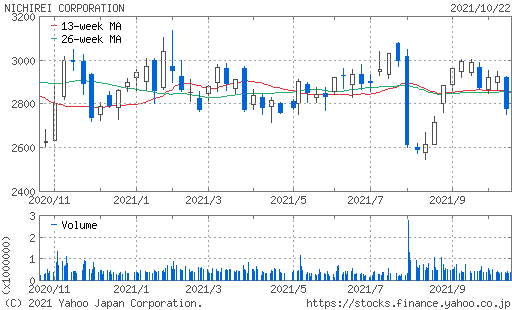 NICHIREI CORPORATION 2021/10/22
3200
13-week MA
26-week MA
3000
2800
2600
2400
2020/11 2021/1 2021/3 2021/5 2021/7 2021/9
3
Volume
2
1
0
(x1000000)
2020/11 2021/1 2021/3 2021/5 2021/7 2021/9
(C) 2021 Yahoo Japan Corporation. https://stocks.finance.yahoo.co.jp